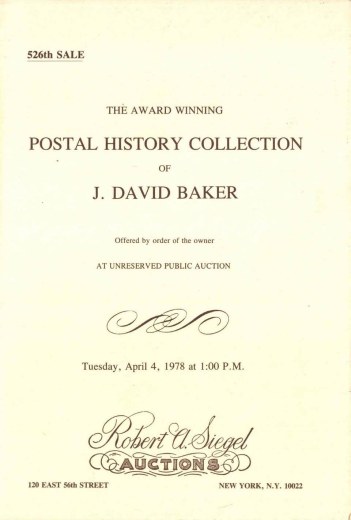 526th SALE
THE AWARD WINNING
POSTAL HISTORY COLLECTION
OF
J. DAVID BAKER
Offered by order of the owner
AT UNRESERVED PUBLIC AUCTION
Tuesday, April 4, 1978 at 1:00 P.M.
Robert A. Siegel
AUCTIONS
120 EAST 56th STREET NEW YORK, N.Y. 10022